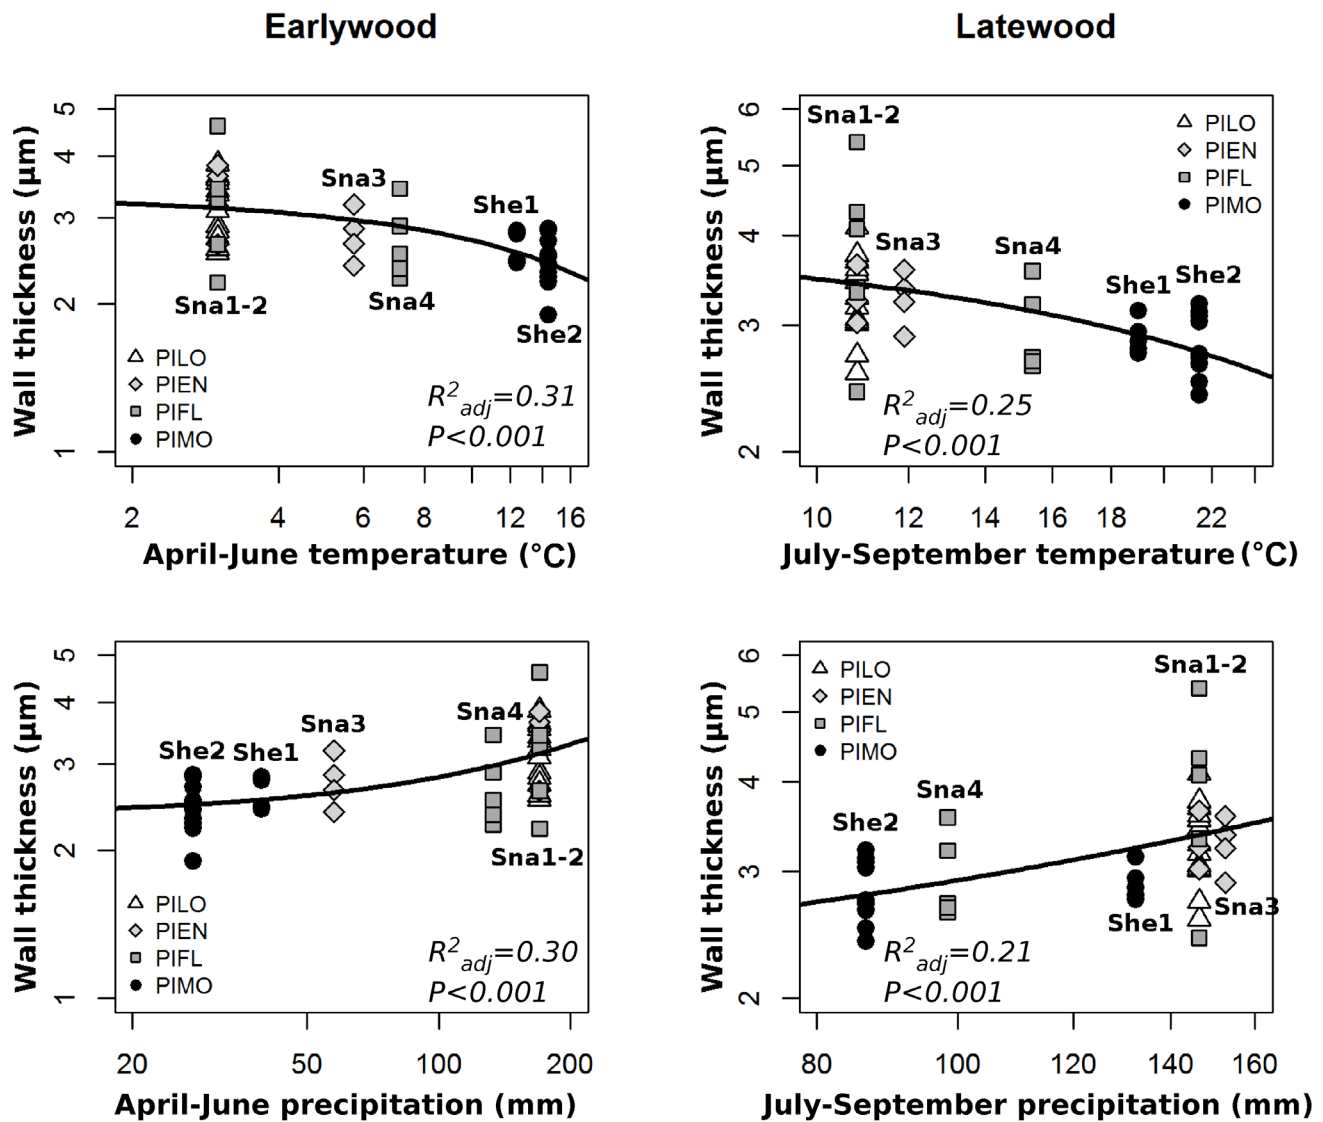 Earlywood
Latewood
Wall thickness (µm)
5
4
3
2
1
Sna1-2
Sna3
Sna4
She1
She2
PILO
PIEN
PIFL
PIMO
R²adj=0.31
P<0.001
2 4 6 8 12 16
April-June temperature (°C)
Wall thickness (µm)
6
5
4
3
2
Sna1-2
Sna3
Sna4
She1
She2
PILO
PIEN
PIFL
PIMO
R²adj=0.25
P<0.001
10 12 14 16 18 22
July-September temperature (°C)
Wall thickness (µm)
5
4
3
2
1
She2
She1
Sna3
Sna4
Sna1-2
PILO
PIEN
PIFL
PIMO
R²adj=0.30
P<0.001
20 50 100 200
April-June precipitation (mm)
Wall thickness (µm)
6
5
4
3
2
PILO
PIEN
PIFL
PIMO
Sna1-2
Sna4
She2
She1
Sna3
R²adj=0.21
P<0.001
80 100 120 140 160
July-September precipitation (mm)